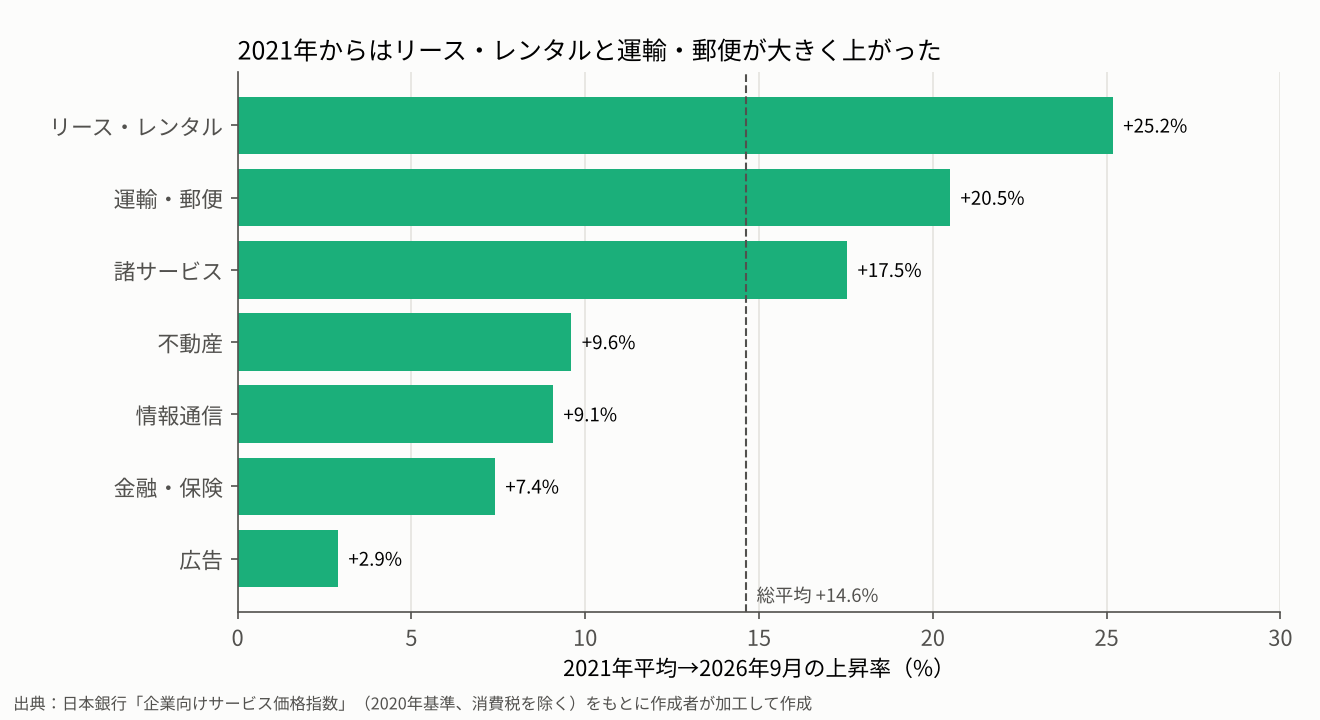 2021年からはリース・レンタルと運輸・郵便が大きく上がった
リース・レンタル
+25.2%
運輸・郵便
+20.5%
諸サービス
+17.5%
不動産
+9.6%
情報通信
+9.1%
金融・保険
+7.4%
広告
+2.9%
総平均 +14.6%
0 5 10 15 20 25 30
2021年平均→2026年9月の上昇率（%）
出典：日本銀行「企業向けサービス価格指数」（2020年基準、消費税を除く）をもとに作成者が加工して作成